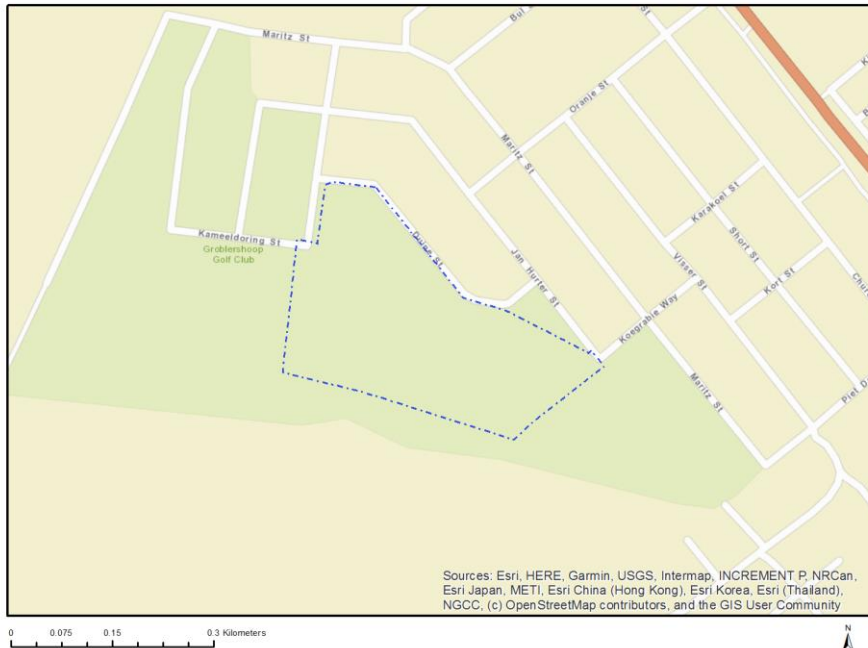 Maritz St
Bul
St
Oranje St
Maritz St
Karakoel St
Short St
Kameeldoring St
Groblershoop
Golf Club
Jan Hurter St
Visser St
Kort St
Koegrabie Way
Maritz St
Piet D
Sources: Esri, HERE, Garmin, USGS, Intermap, INCREMENT P, NRCan,
Esri Japan, METI, Esri China (Hong Kong), Esri Korea, Esri (Thailand),
NGCC, (c) OpenStreetMap contributors, and the GIS User Community
0 0.075 0.15 0.3 Kilometers
N